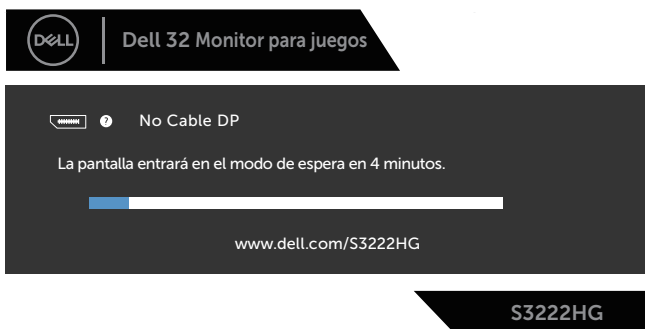 DELL
Dell 32 Monitor para juegos
? No Cable DP
La pantalla entrará en el modo de espera en 4 minutos.
www.dell.com/S3222HG
S3222HG